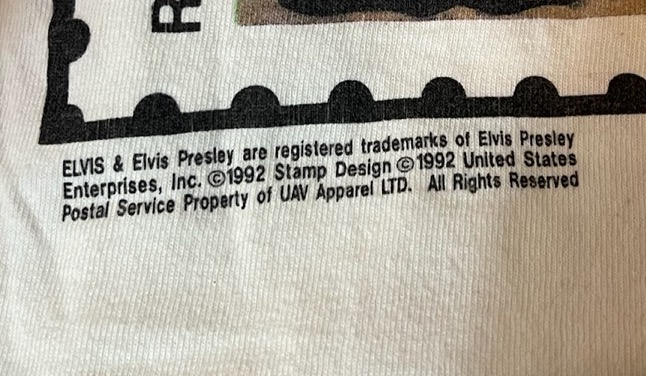 R
ELVIS & Elvis Presley are registered trademarks of Elvis Presley
Enterprises, Inc. ©1992 Stamp Design ©1992 United States
Postal Service Property of UAV Apparel LTD. All Rights Reserved